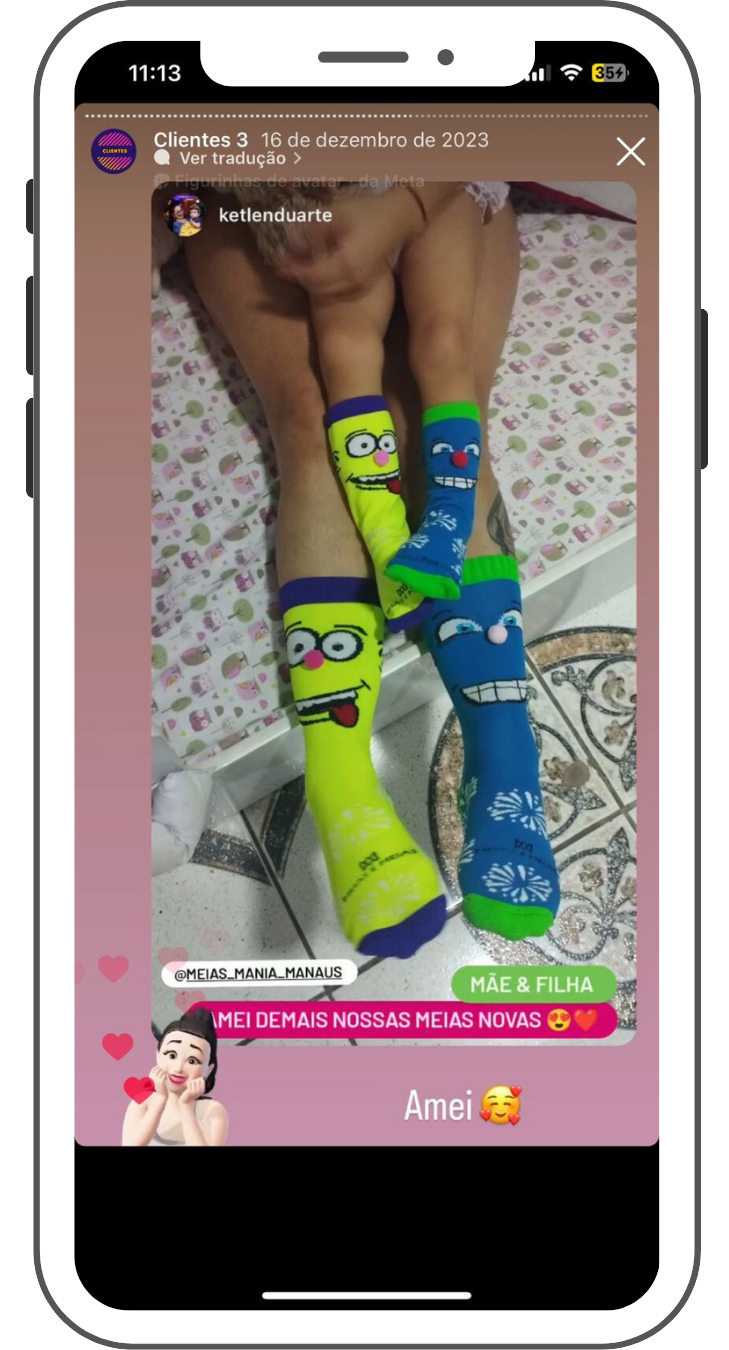 11:13
35
CLIENTES
Clientes 3 16 de dezembro de 2023
Ver tradução >
Figurinhas de avatar · da Meta
ketlenduarte
@MEIAS_MANIA_MANAUS
MÃE & FILHA
AMEI DEMAIS NOSSAS MEIAS NOVAS 😍❤️
Amei 🥰